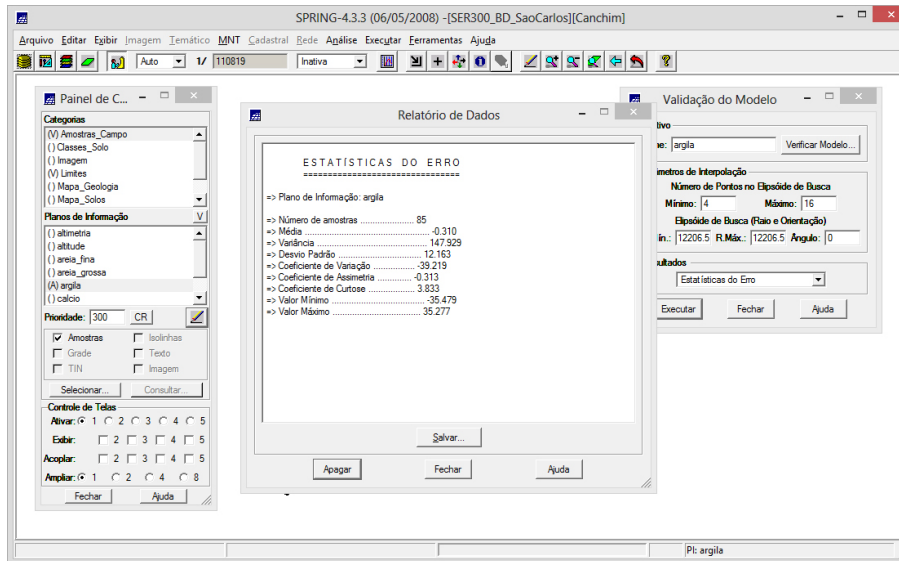 SPRING-4.3.3 (06/05/2008) -[SER300_BD_SaoCarlos][Canchim]
Arquivo Editar Exibir Imagem Temático MNT Cadastral Rede Análise Executar Ferramentas Ajuda
Auto 1/ 110819 Inativa
Painel de C...
Categorias
(V) Amostras_Campo
() Classes_Solo
() Imagem
(V) Limites
() Mapa_Geologia
() Mapa_Solos
Planos de Informação V
() altimetria
() altitude
() areia_fina
() areia_grossa
(A) argila
() calcio
Prioridade: 300 CR
Amostras Isolinhas
Grade Texto
TIN Imagem
Selecionar... Consultar...
Controle de Telas
Ativar: 1 2 3 4 5
Exibir: 2 3 4 5
Acoplar: 2 3 4 5
Ampliar: 1 2 4 8
Fechar Ajuda
Relatório de Dados
ESTATÍSTICAS DO ERRO
================================
=> Plano de Informação: argila
=> Número de amostras ...................... 85
=> Média ................................................... -0.310
=> Variância ............................................. 147.929
=> Desvio Padrão .................................. 12.163
=> Coeficiente de Variação ................. -39.219
=> Coeficiente de Assimetria ............... -0.313
=> Coeficiente de Curtose ................... 3.833
=> Valor Mínimo ...................................... -35.479
=> Valor Máximo .................................... 35.277
Salvar...
Apagar Fechar Ajuda
Validação do Modelo
tivo
e: argila Verificar Modelo...
metros de Interpolação
Número de Pontos no Elipsóide de Busca
Mínimo: 4 Máximo: 16
Elipsóide de Busca (Raio e Orientação)
ín.: 12206.5 R.Máx.: 12206.5 Ângulo: 0
ultados
Estatísticas do Erro
Executar Fechar Ajuda
PI: argila